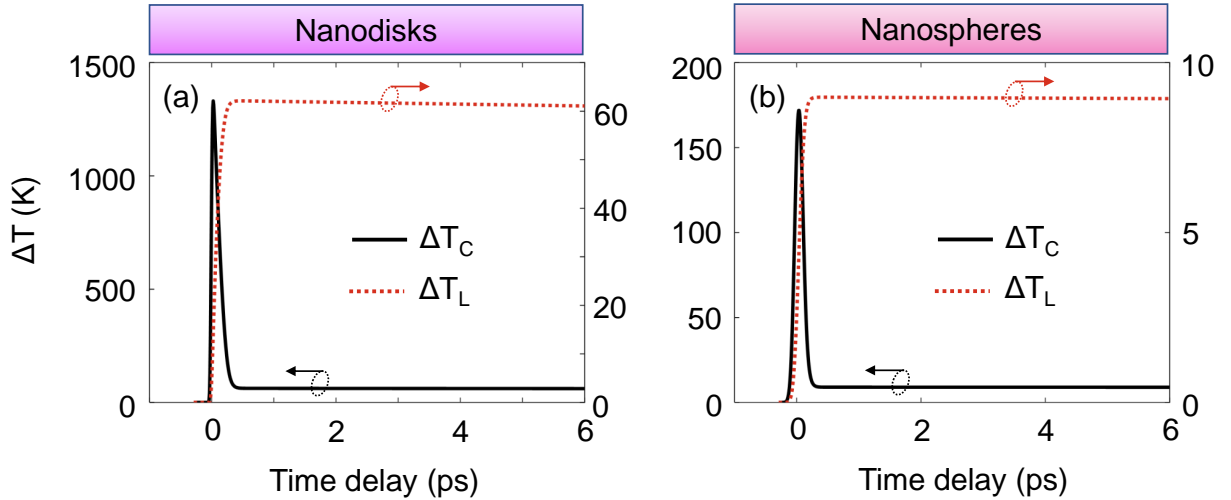 Nanodisks
Nanospheres
(a)
1500
1000
500
0
ΔT (K)
60
40
20
0
ΔT_C
ΔT_L
0 2 4 6
Time delay (ps)
(b)
200
150
100
50
0
10
5
0
ΔT_C
ΔT_L
0 2 4 6
Time delay (ps)